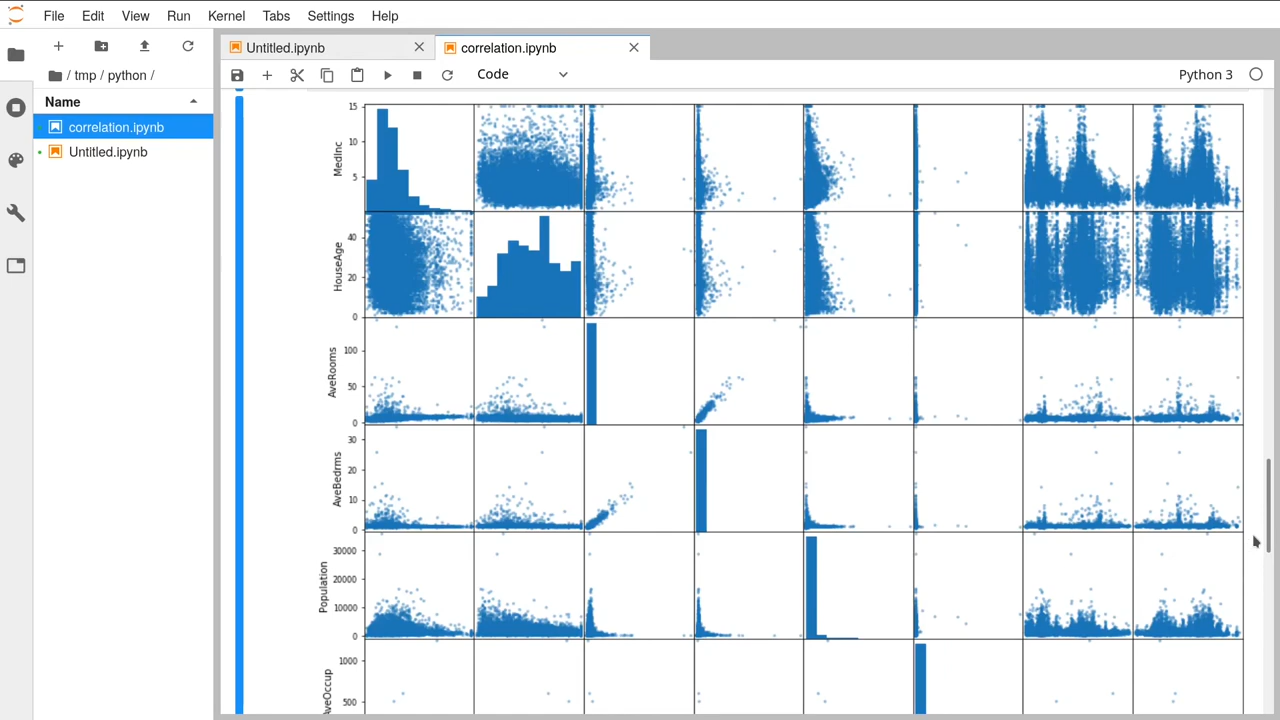 File Edit View Run Kernel Tabs Settings Help
Untitled.ipynb
correlation.ipynb
/ tmp / python /
Code
Python 3
Name
correlation.ipynb
Untitled.ipynb
MedInc
15
10
5
HouseAge
40
20
0
AveRooms
100
50
0
AveBedrms
30
20
10
0
Population
30000
20000
10000
0
AveOccup
1000
500